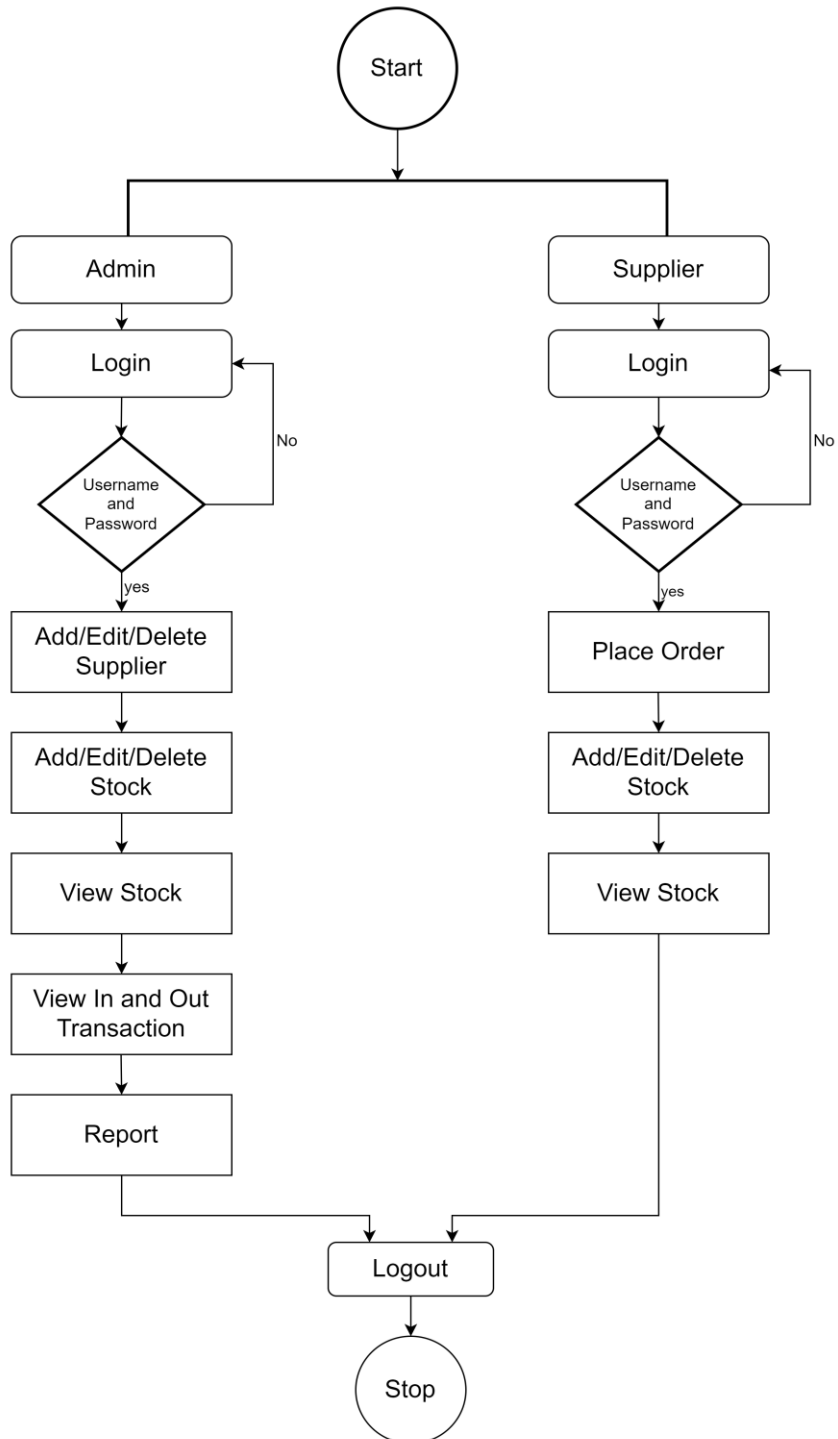 Start
Admin
Login
No
Username
and
Password
yes
Add/Edit/Delete
Supplier
Add/Edit/Delete
Stock
View Stock
View In and Out
Transaction
Report
Supplier
Login
No
Username
and
Password
yes
Place Order
Add/Edit/Delete
Stock
View Stock
Logout
Stop